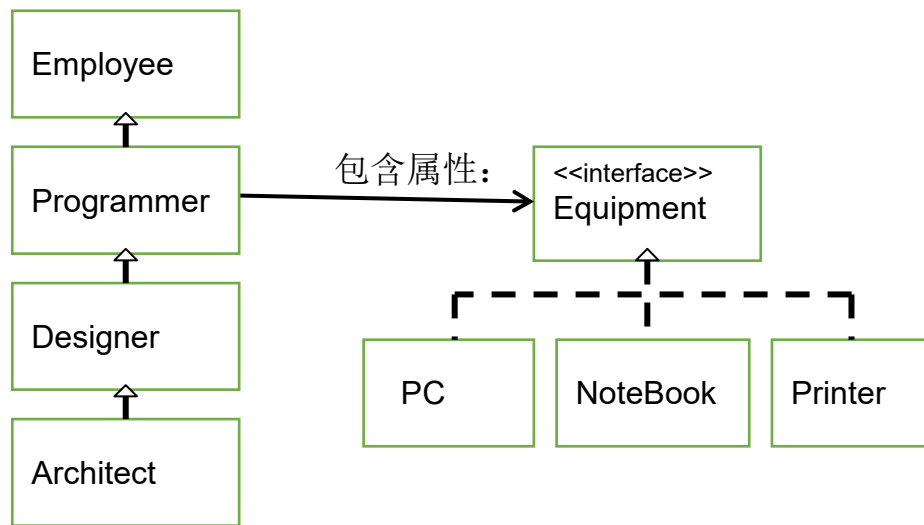 Employee
Programmer
包含属性：
<<interface>>
Equipment
Designer
PC
NoteBook
Printer
Architect